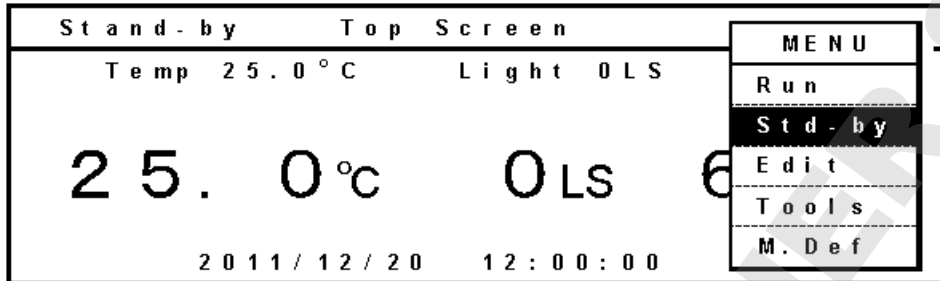 Stand-by Top Screen
Temp 25.0°C Light 0LS
25.0℃ 0LS 6
2011/12/20 12:00:00
MENU
Run
Std-by
Edit
Tools
M.Def